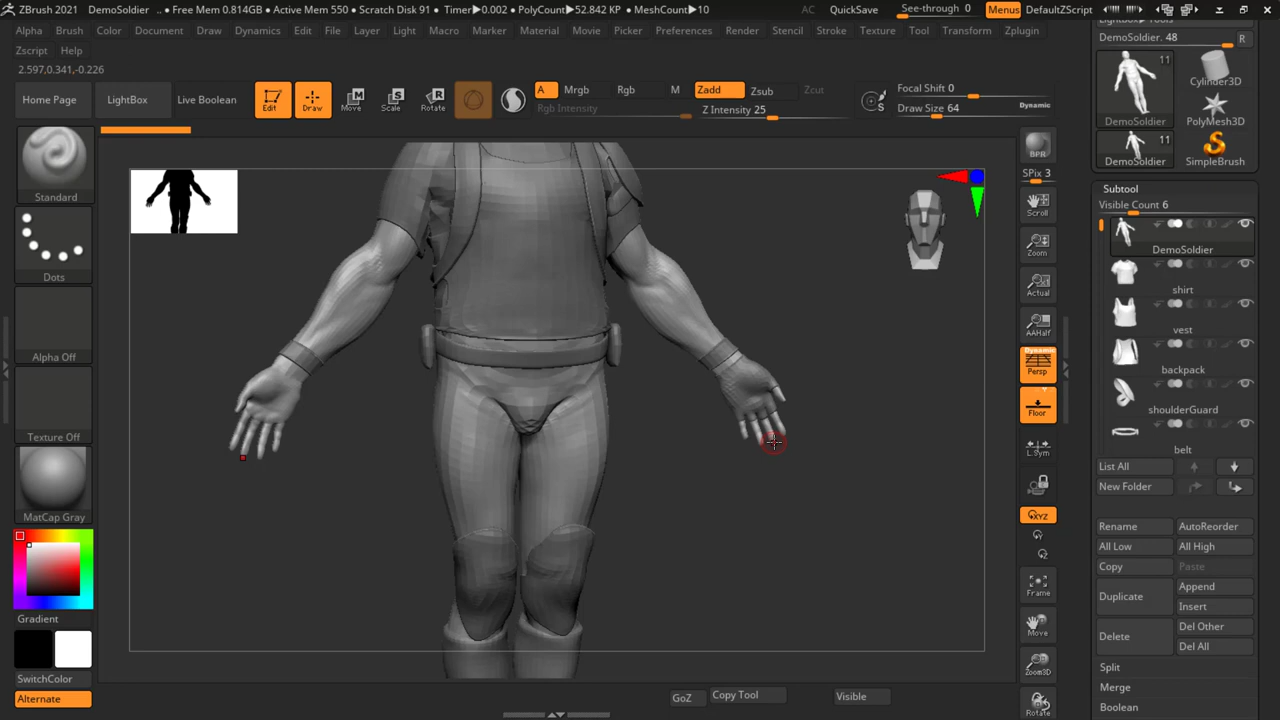 ZBrush 2021 DemoSoldier .. • Free Mem 0.814GB • Active Mem 550 • Scratch Disk 91 • Timer▶0.002 • PolyCount▶52.842 KP • MeshCount▶10 AC QuickSave See-through 0 Menus DefaultZScript
Alpha Brush Color Document Draw Dynamics Edit File Layer Light Macro Marker Material Movie Picker Preferences Render Stencil Stroke Texture Tool Transform Zplugin
Zscript Help
2.597,0.341,-0.226
Home Page LightBox Live Boolean Edit Draw Move Scale Rotate A Mrgb Rgb M Zadd Zsub Zcut Focal Shift 0
Rgb Intensity Z Intensity 25 Draw Size 64 Dynamic
Standard
Dots
Alpha Off
Texture Off
MatCap Gray
Gradient
SwitchColor
Alternate
BPR
SPix 3
Scroll
Zoom
Actual
AAHalf
Dynamic
Persp
Floor
L.Sym
XYZ
Frame
Move
Zoom3D
Rotate
GoZ Copy Tool Visible
DemoSoldier. 48 R
11
Cylinder3D
DemoSoldier PolyMesh3D
11
DemoSoldier SimpleBrush
Subtool
Visible Count 6
DemoSoldier
shirt
vest
backpack
shoulderGuard
belt
List All
New Folder
Rename AutoReorder
All Low All High
Copy Paste
Duplicate Append
Insert
Delete Del Other
Del All
Split
Merge
Boolean